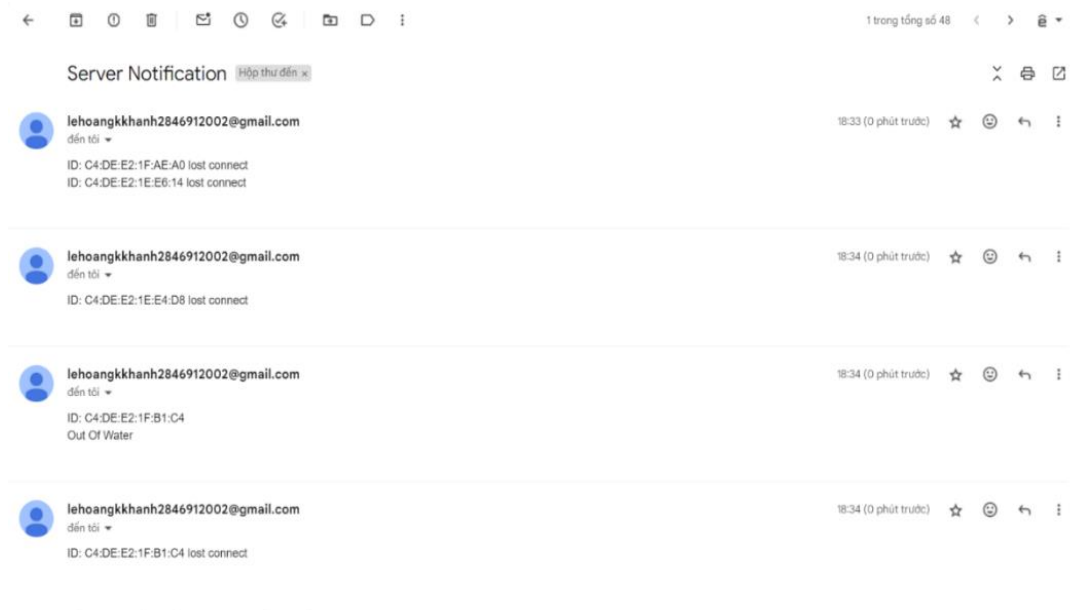 1 trong tổng số 48
Server Notification Hộp thư đến ×
lehoangkkhanh2846912002@gmail.com 18:33 (0 phút trước)
đến tôi
ID: C4:DE:E2:1F:AE:A0 lost connect
ID: C4:DE:E2:1E:E6:14 lost connect
lehoangkkhanh2846912002@gmail.com 18:34 (0 phút trước)
đến tôi
ID: C4:DE:E2:1E:E4:D8 lost connect
lehoangkkhanh2846912002@gmail.com 18:34 (0 phút trước)
đến tôi
ID: C4:DE:E2:1F:B1:C4
Out Of Water
lehoangkkhanh2846912002@gmail.com 18:34 (0 phút trước)
đến tôi
ID: C4:DE:E2:1F:B1:C4 lost connect